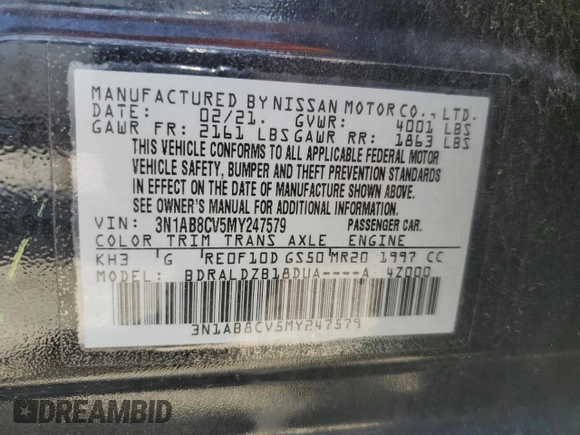 MANUFACTURED BY NISSAN MOTOR CO., LTD.
DATE: 02/21. GVWR: 4001 LBS
GAWR FR: 2161 LBS GAWR RR: 1863 LBS
THIS VEHICLE CONFORMS TO ALL APPLICABLE FEDERAL MOTOR
VEHICLE SAFETY, BUMPER AND THEFT PREVENTION STANDARDS
IN EFFECT ON THE DATE OF MANUFACTURE SHOWN ABOVE.
SEE OWNER'S MANUAL FOR ADDITIONAL INFORMATION.
VIN: 3N1AB8CV5MY247579 PASSENGER CAR.
COLOR TRIM TRANS AXLE ENGINE
KH3 G RE0F10D GS50 MR20 1997 CC
MODEL: BDRALDZB18DUA----A 4Z000
3N1AB8CV5MY247579
DREAMBID